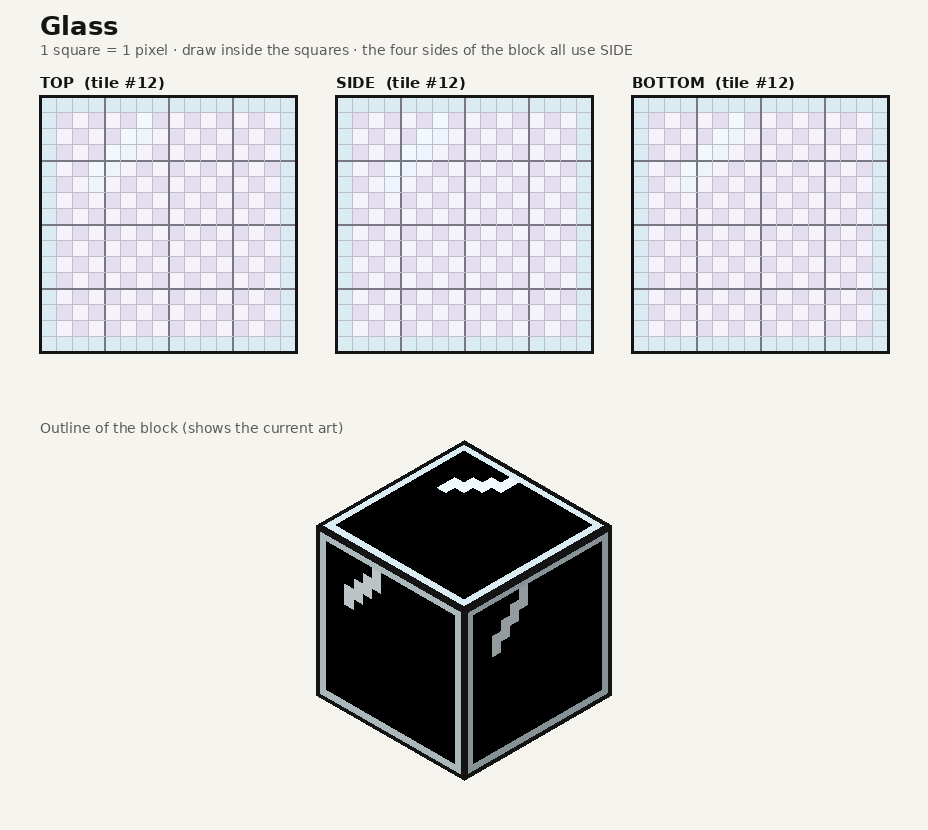 Glass
1 square = 1 pixel · draw inside the squares · the four sides of the block all use SIDE
TOP (tile #12)
SIDE (tile #12)
BOTTOM (tile #12)
Outline of the block (shows the current art)